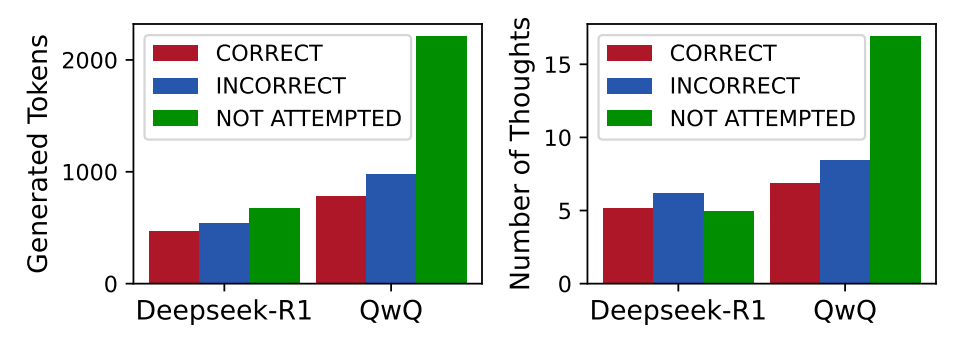 Generated Tokens
2000
1000
0
CORRECT
INCORRECT
NOT ATTEMPTED
Deepseek-R1
QwQ
Number of Thoughts
15
10
5
0
CORRECT
INCORRECT
NOT ATTEMPTED
Deepseek-R1
QwQ